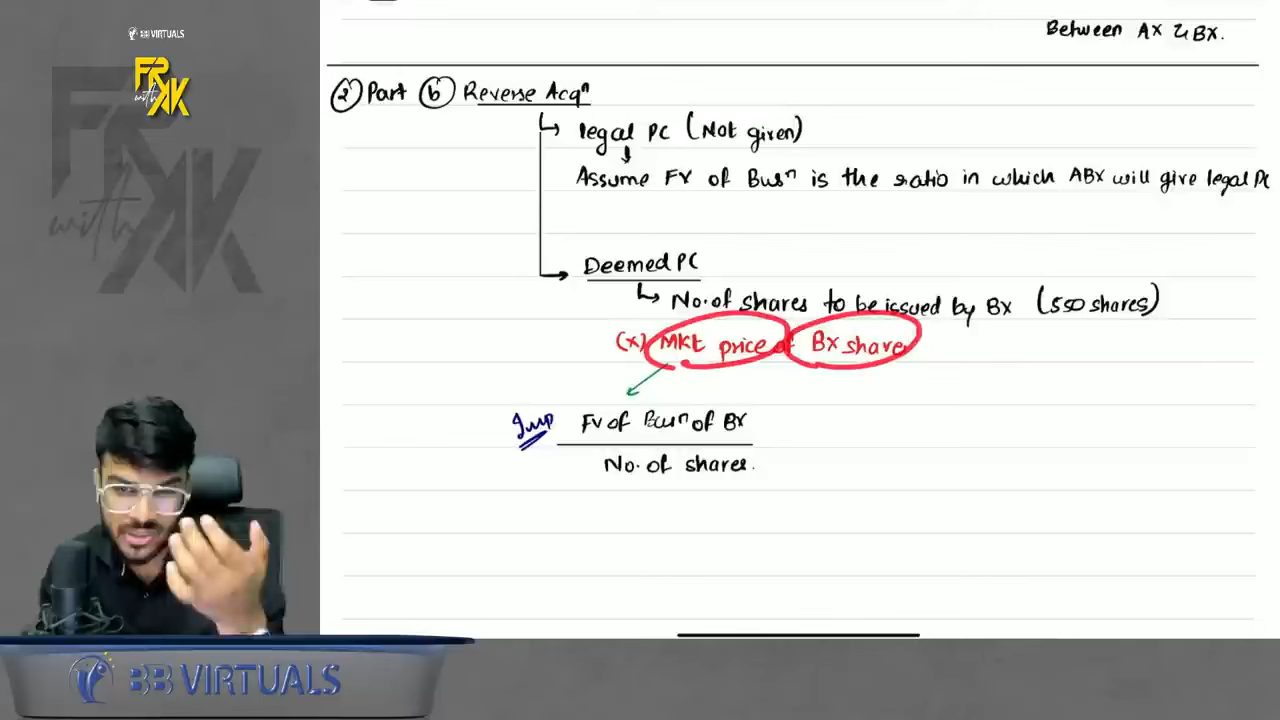 BB VIRTUALS
FR
with
KK
Between AX & BX.
② Part ⓑ Reverse Acqⁿ
legal PC (Not given)
Assume FV of Busⁿ is the ratio in which ABX will give legal PC
Deemed PC
No. of shares to be issued by BX (550 shares)
(x) Mkt price of BX share
Imp FV of Busⁿ of BX
No. of shares.
BB VIRTUALS